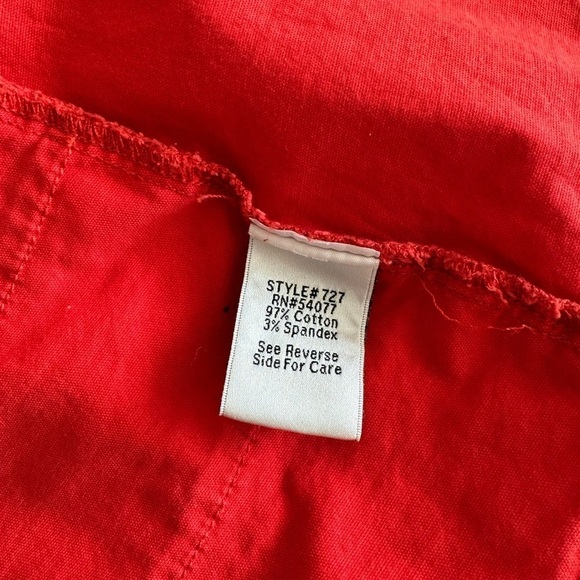 STYLE# 727
RN#54077
97% Cotton
3% Spandex
See Reverse
Side For Care